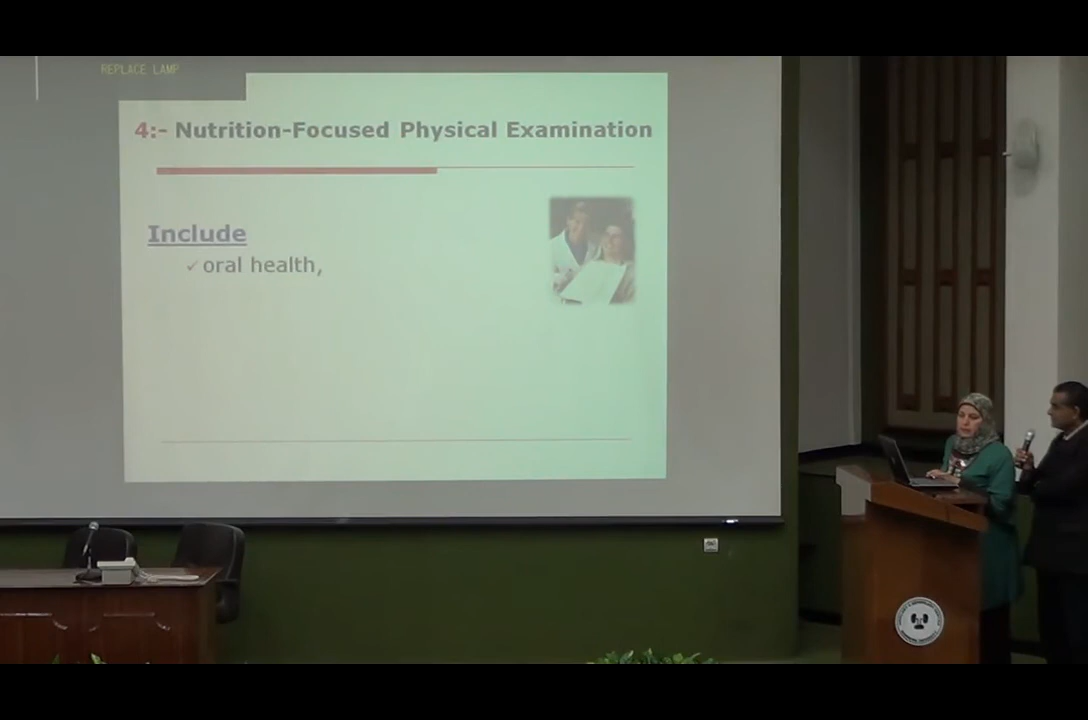 REPLACE LAMP
4:- Nutrition-Focused Physical Examination
Include
✓oral health,